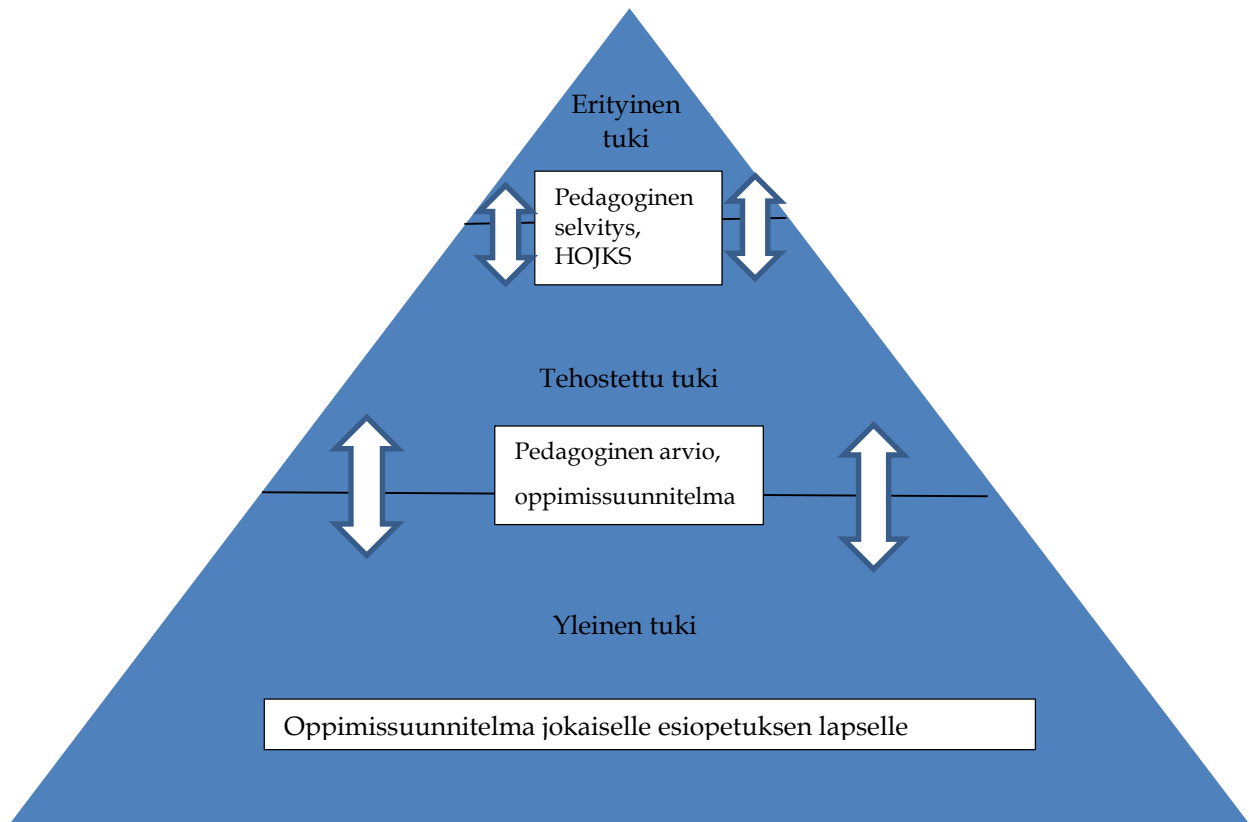 Erityinen
tuki
Pedagoginen
selvitys,
HOJKS
Tehostettu tuki
Pedagoginen arvio,
oppimissuunnitelma
Yleinen tuki
Oppimissuunnitelma jokaiselle esiopetuksen lapselle